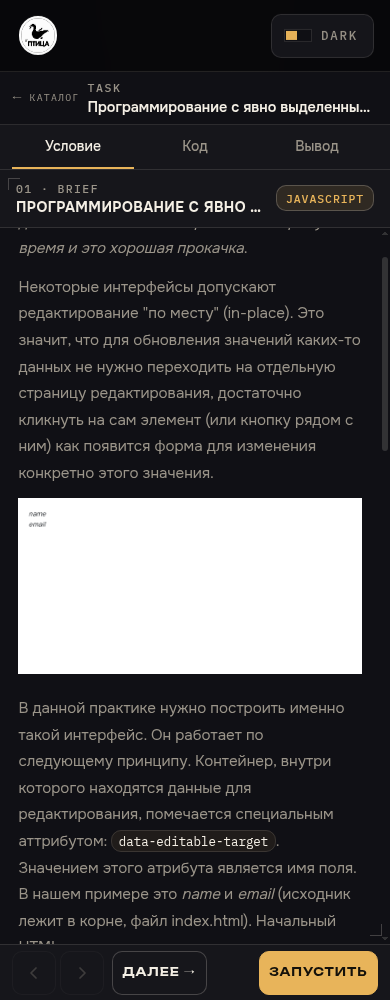 ПТИЦА
DARK
← КАТАЛОГ
TASK
Программирование с явно выделенны...
Условие
Код
Вывод
01 · BRIEF
ПРОГРАММИРОВАНИЕ С ЯВНО ...
JAVASCRIPT
время и это хорошая прокачка.
Некоторые интерфейсы допускают
редактирование "по месту" (in-place). Это
значит, что для обновления значений каких-то
данных не нужно переходить на отдельную
страницу редактирования, достаточно
кликнуть на сам элемент (или кнопку рядом с
ним) как появится форма для изменения
конкретно этого значения.
name
email
В данной практике нужно построить именно
такой интерфейс. Он работает по
следующему принципу. Контейнер, внутри
которого находятся данные для
редактирования, помечается специальным
аттрибутом: data-editable-target.
Значением этого атрибута является имя поля.
В нашем примере это name и email (исходник
лежит в корне, файл index.html). Начальный
ДАЛЕЕ →
ЗАПУСТИТЬ